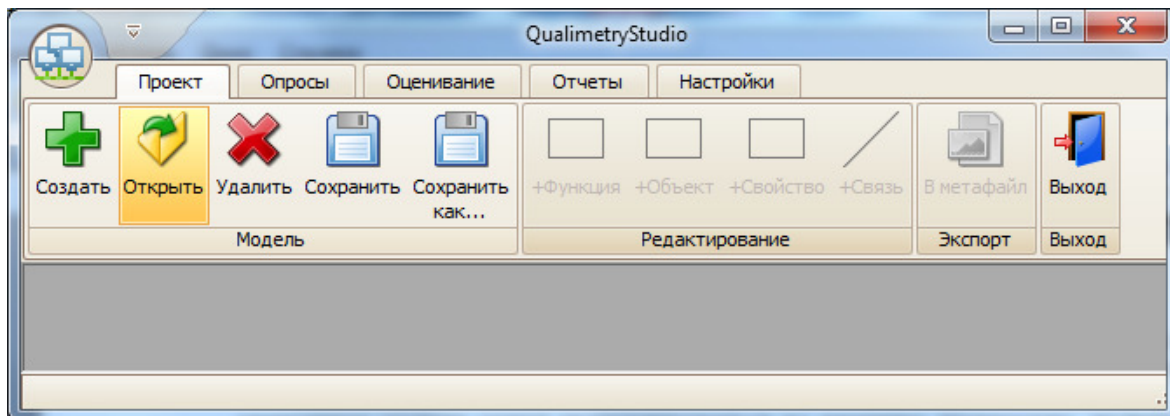 QualimetryStudio
Проект Опросы Оценивание Отчеты Настройки
Создать Открыть Удалить Сохранить Сохранить как... +Функция +Объект +Свойство +Связь В метафайл Выход
Модель Редактирование Экспорт Выход